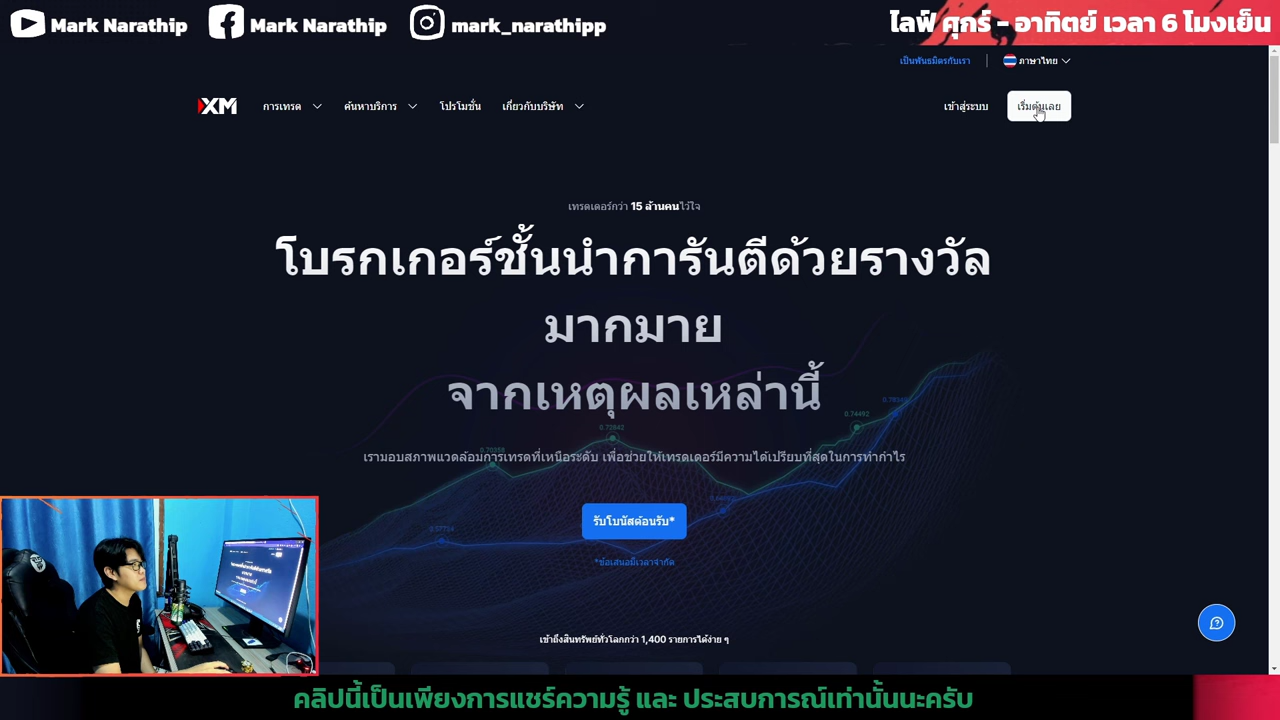 Mark Narathip
Mark Narathip
mark_narathipp
ไลฟ์ ศุกร์ - อาทิตย์ เวลา 6 โมงเย็น
เป็นพันธมิตรกับเรา
ภาษาไทย
XM
การเทรด
ค้นหาบริการ
โปรโมชั่น
เกี่ยวกับบริษัท
เข้าสู่ระบบ
เริ่มต้นเลย
เทรดเดอร์กว่า 15 ล้านคนไว้ใจ
โบรกเกอร์ชั้นนำการันตีด้วยรางวัล
มากมาย
จากเหตุผลเหล่านี้
0.74492
0.72842
เรามอบสภาพแวดล้อมการเทรดที่เหนือระดับ เพื่อช่วยให้เทรดเดอร์มีความได้เปรียบที่สุดในการทำกำไร
รับโบนัสต้อนรับ*
*ข้อเสนอมีเวลาจำกัด
เข้าถึงสินทรัพย์ทั่วโลกกว่า 1,400 รายการได้ง่าย ๆ
คลิปนี้เป็นเพียงการแชร์ความรู้ และ ประสบการณ์เท่านั้นนะครับ